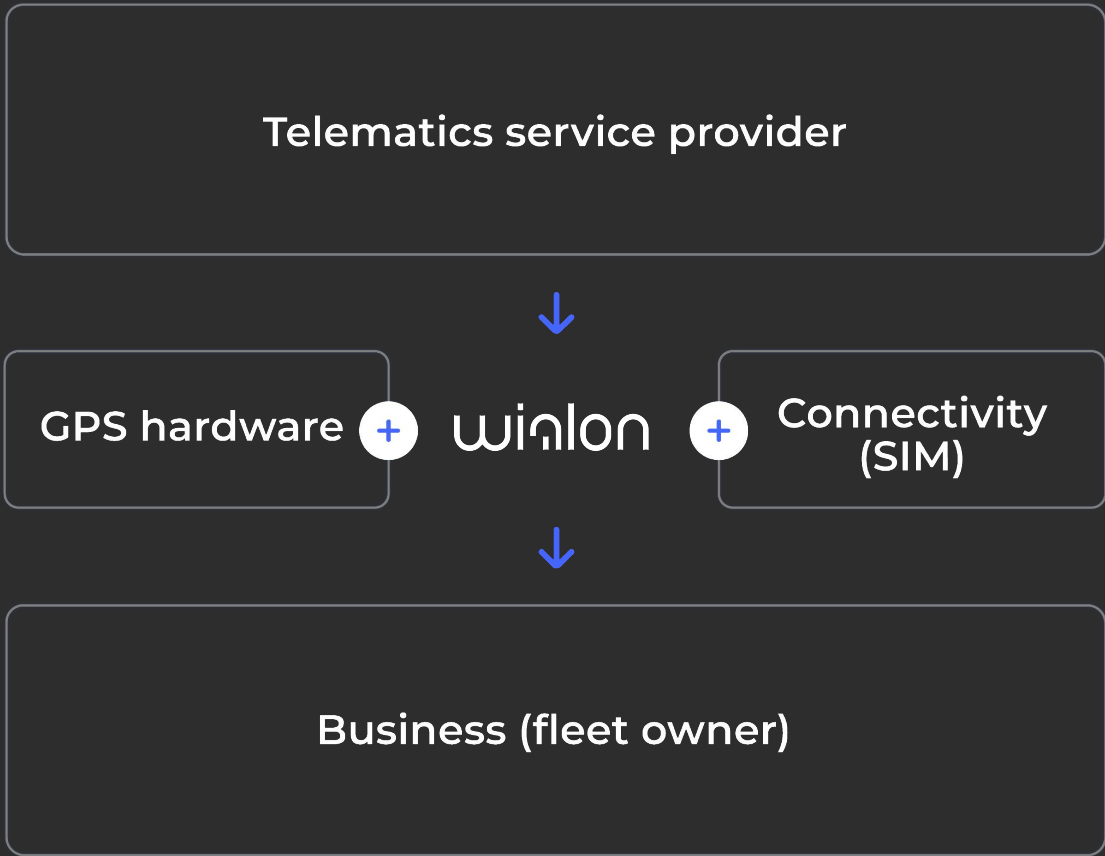 Telematics service provider
GPS hardware
+
wialon
+
Connectivity
(SIM)
Business (fleet owner)